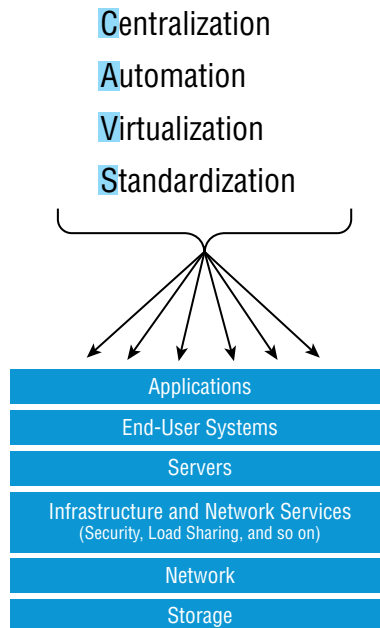 Centralization
Automation
Virtualization
Standardization
Applications
End-User Systems
Servers
Infrastructure and Network Services
(Security, Load Sharing, and so on)
Network
Storage